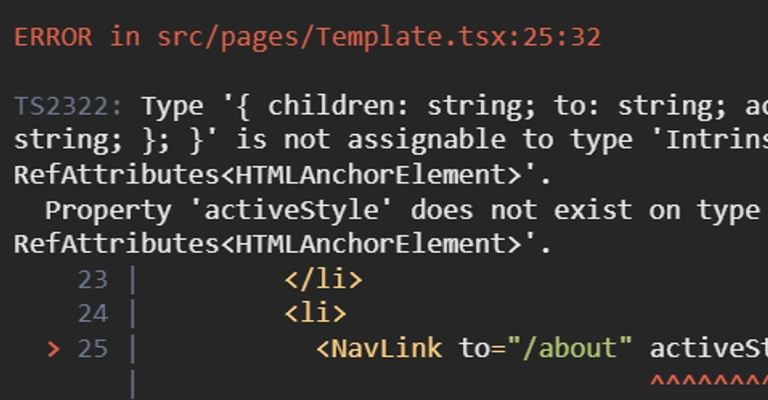 ERROR in src/pages/Template.tsx:25:32
TS2322: Type '{ children: string; to: string; ac
string; }; }' is not assignable to type 'Intrins
RefAttributes<HTMLAnchorElement>'.
Property 'activeStyle' does not exist on type
RefAttributes<HTMLAnchorElement>'.
23 | </li>
24 | <li>
> 25 | <NavLink to="/about" activeSt
| ^^^^^^^^